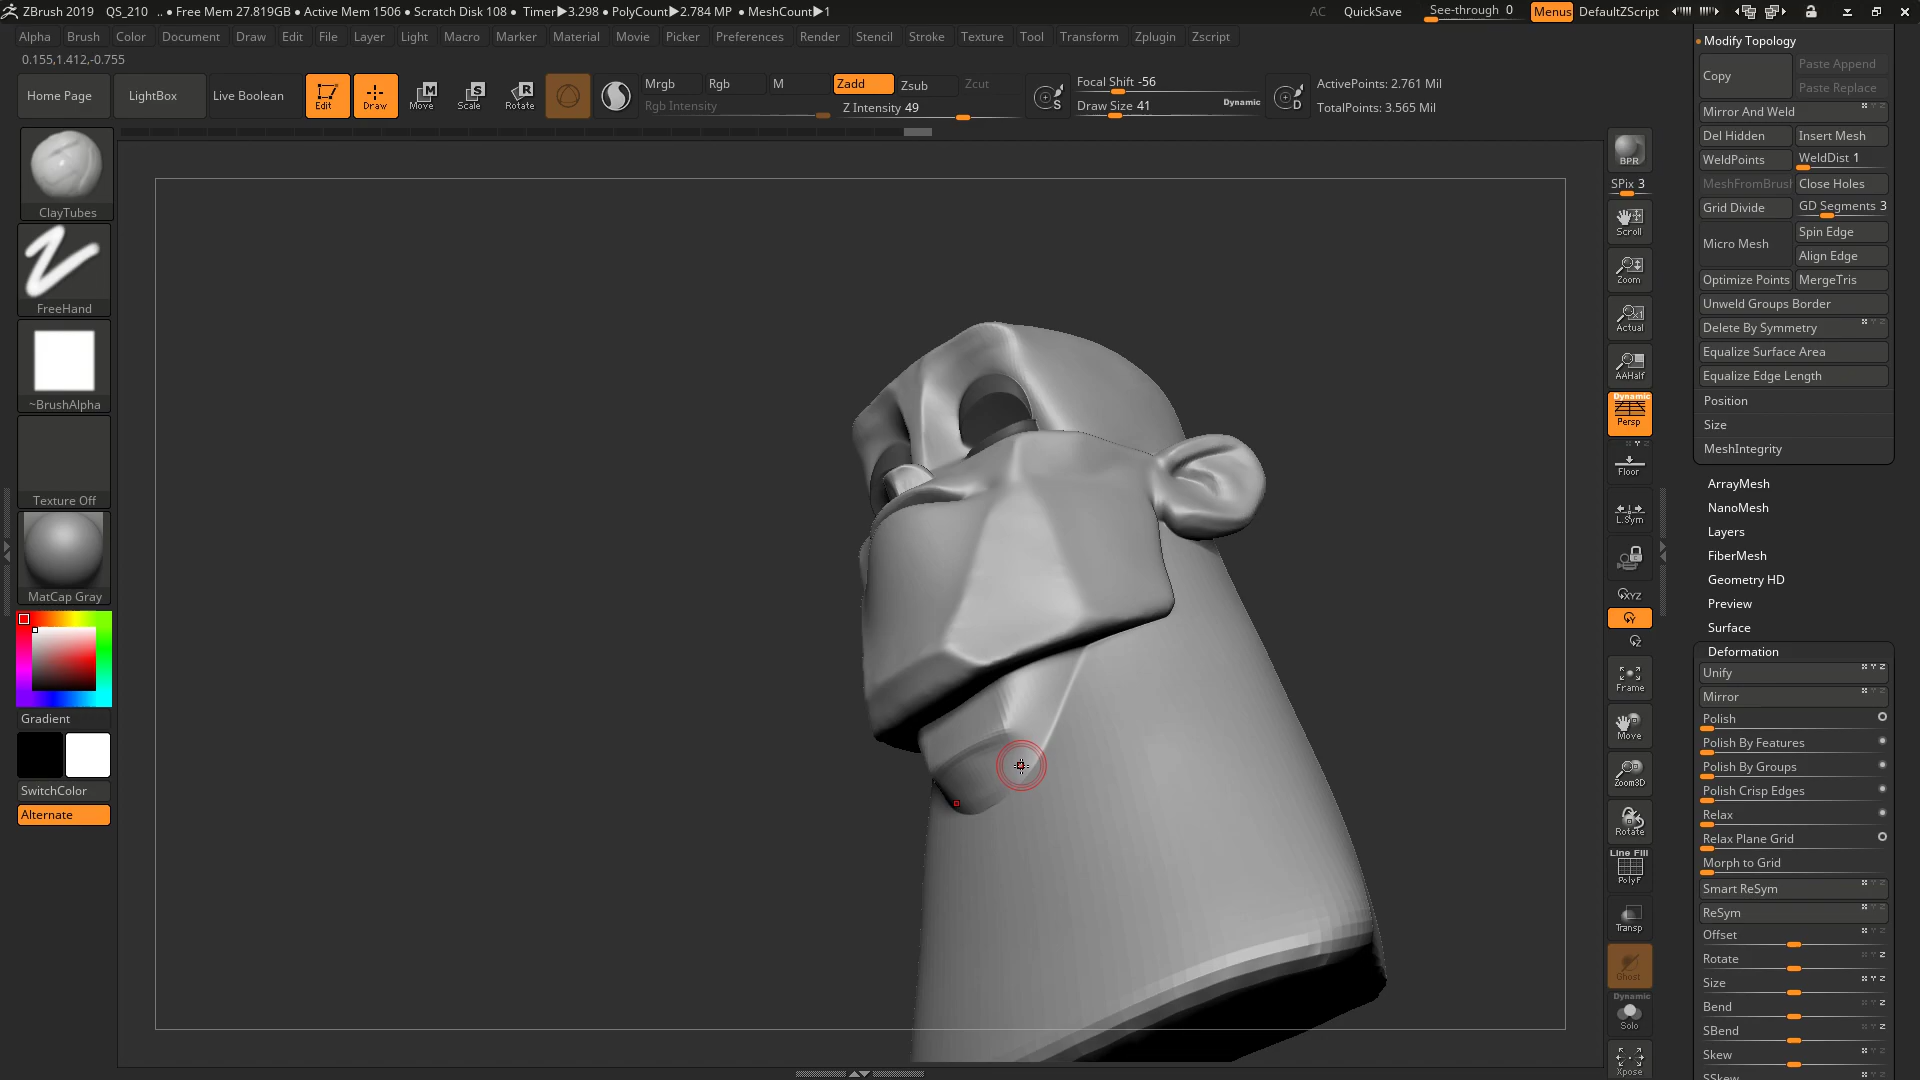 ZBrush 2019 QS_210 .. • Free Mem 27.819GB • Active Mem 1506 • Scratch Disk 108 • Timer▶3.298 • PolyCount▶2.784 MP • MeshCount▶1 AC QuickSave See-through 0 Menus DefaultZScript
Alpha Brush Color Document Draw Edit File Layer Light Macro Marker Material Movie Picker Preferences Render Stencil Stroke Texture Tool Transform Zplugin Zscript
0.155,1.412,-0.755
Home Page LightBox Live Boolean Edit Draw Move Scale Rotate
Mrgb Rgb M Zadd Zsub Zcut
Rgb Intensity Z Intensity 49
Focal Shift -56
Draw Size 41 Dynamic
S D
ActivePoints: 2.761 Mil
TotalPoints: 3.565 Mil
ClayTubes
FreeHand
~BrushAlpha
Texture Off
MatCap Gray
Gradient
SwitchColor
Alternate
BPR
SPix 3
Scroll
Zoom
Actual
AAHalf
Dynamic
Persp
Floor
L.Sym
XYZ
Y
Z
Frame
Move
Zoom3D
Rotate
Line Fill
PolyF
Transp
Ghost
Dynamic
Solo
Xpose
Modify Topology
Copy Paste Append
Paste Replace
Mirror And Weld
Del Hidden Insert Mesh
WeldPoints WeldDist 1
MeshFromBrush Close Holes
Grid Divide GD Segments 3
Micro Mesh Spin Edge
Align Edge
Optimize Points MergeTris
Unweld Groups Border
Delete By Symmetry
Equalize Surface Area
Equalize Edge Length
Position
Size
MeshIntegrity
ArrayMesh
NanoMesh
Layers
FiberMesh
Geometry HD
Preview
Surface
Deformation
Unify
Mirror
Polish
Polish By Features
Polish By Groups
Polish Crisp Edges
Relax
Relax Plane Grid
Morph to Grid
Smart ReSym
ReSym
Offset
Rotate
Size
Bend
SBend
Skew
SSkew